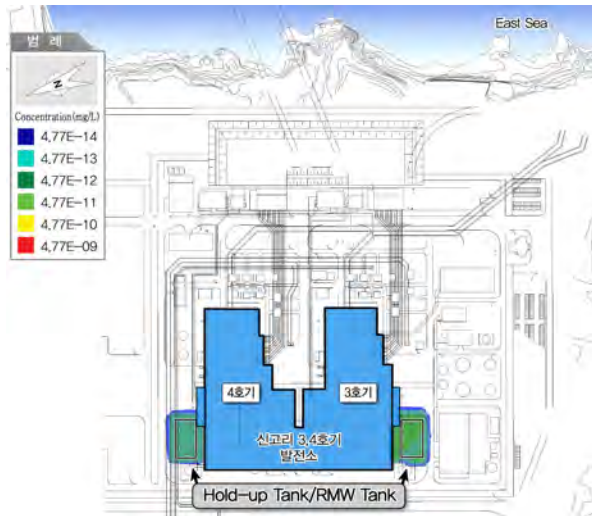 East Sea
범 례
N
Concentration(mg/L)
4.77E-14
4.77E-13
4.77E-12
4.77E-11
4.77E-10
4.77E-09
4호기
3호기
신고리 3,4호기
발전소
Hold-up Tank/RMW Tank